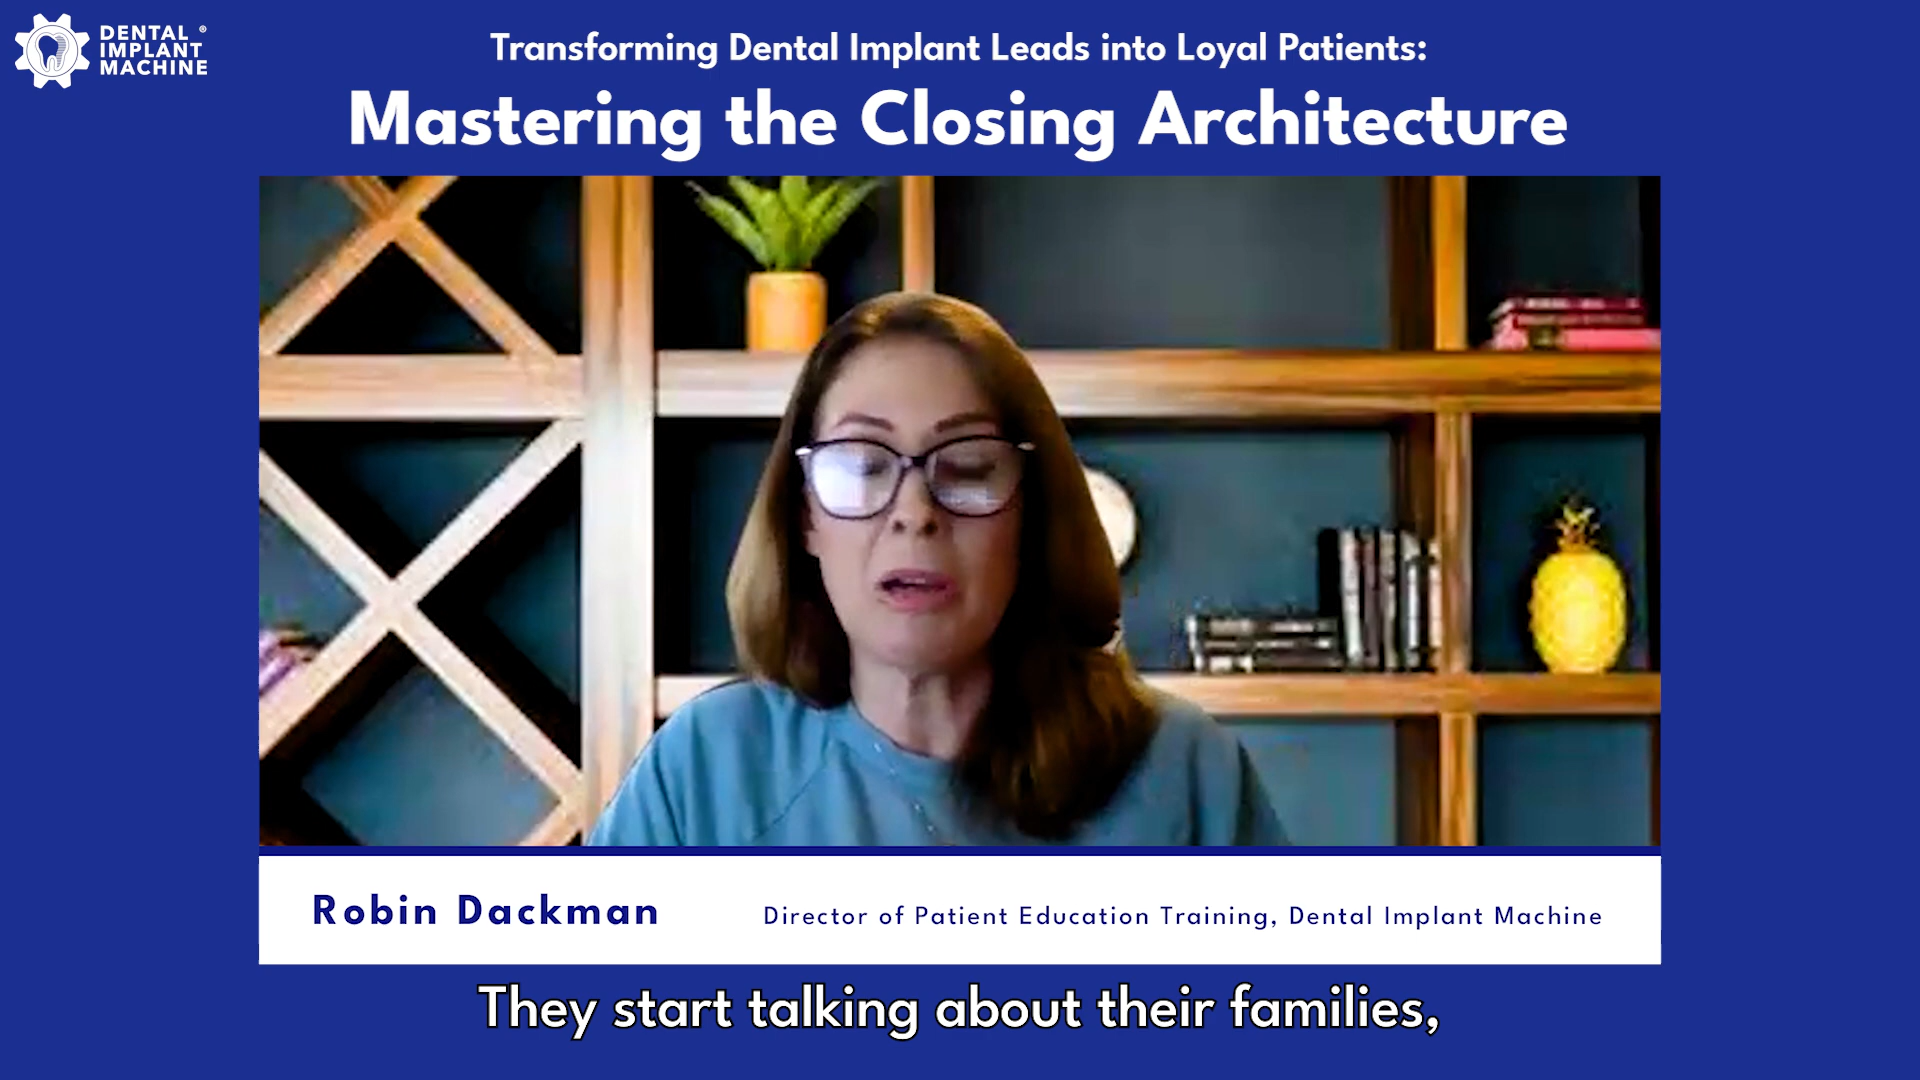 DENTAL ®
IMPLANT
MACHINE
Transforming Dental Implant Leads into Loyal Patients:
Mastering the Closing Architecture
Robin Dackman
Director of Patient Education Training, Dental Implant Machine
They start talking about their families,